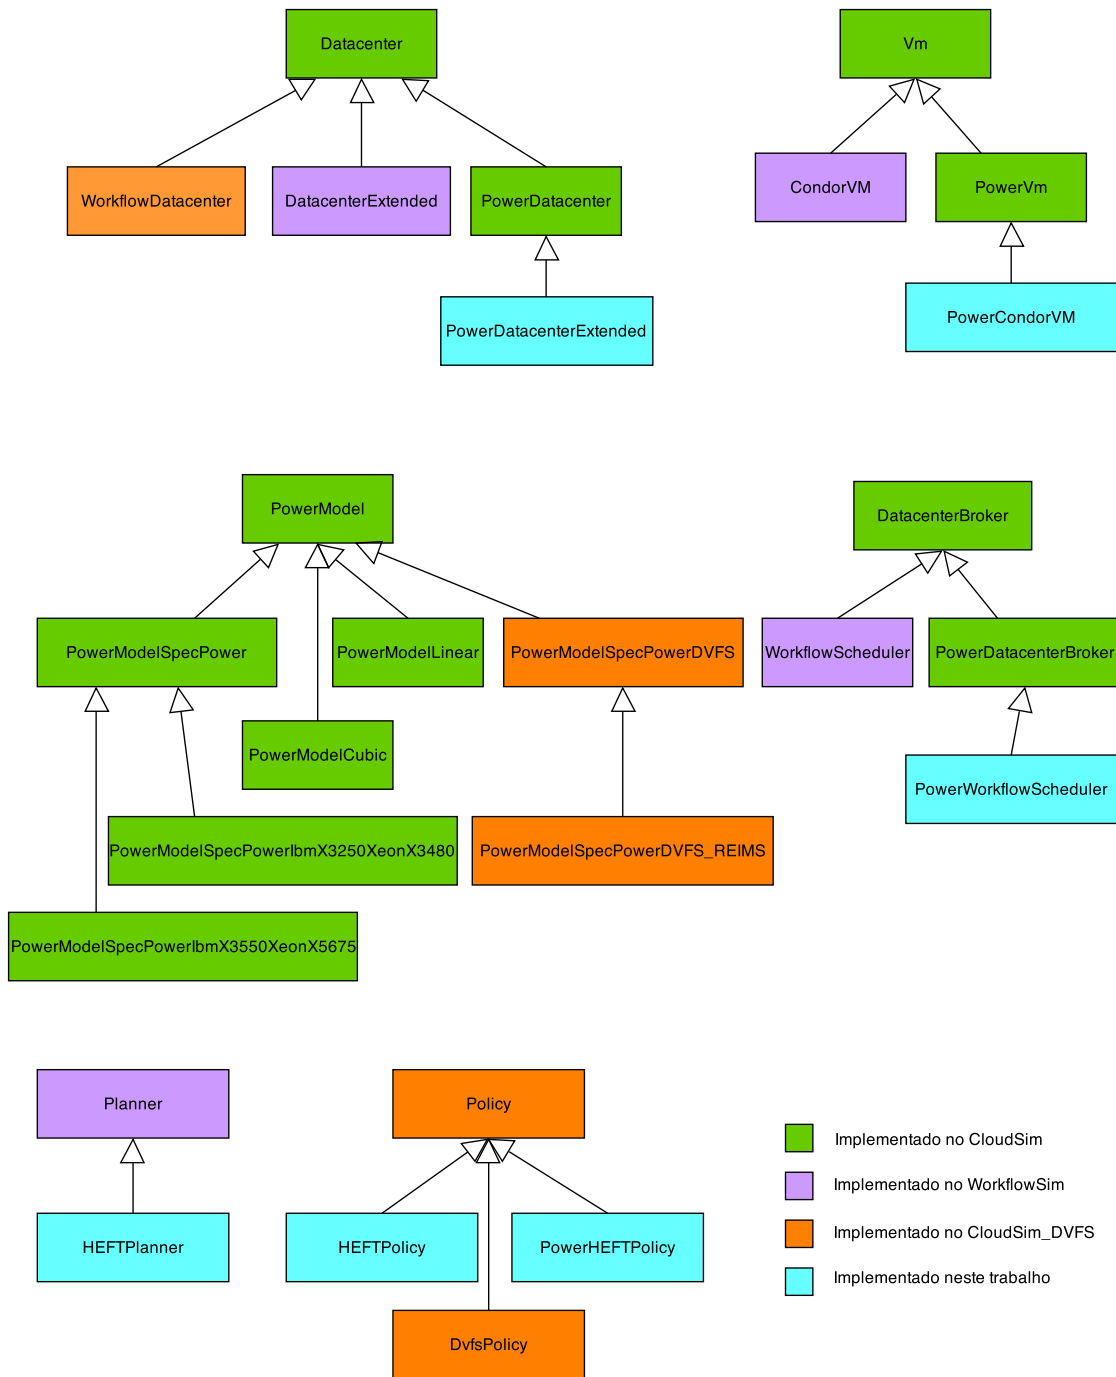 Datacenter
Vm
WorkflowDatacenter
DatacenterExtended
PowerDatacenter
CondorVM
PowerVm
PowerDatacenterExtended
PowerCondorVM
PowerModel
DatacenterBroker
PowerModelSpecPower
PowerModelLinear
PowerModelSpecPowerDVFS
WorkflowScheduler
PowerDatacenterBroker
PowerModelCubic
PowerWorkflowScheduler
PowerModelSpecPowerIbmX3250XeonX3480
PowerModelSpecPowerDVFS_REIMS
PowerModelSpecPowerIbmX3550XeonX5675
Planner
Policy
HEFTPlanner
HEFTPolicy
PowerHEFTPolicy
DvfsPolicy
Implementado no CloudSim
Implementado no WorkflowSim
Implementado no CloudSim_DVFS
Implementado neste trabalho